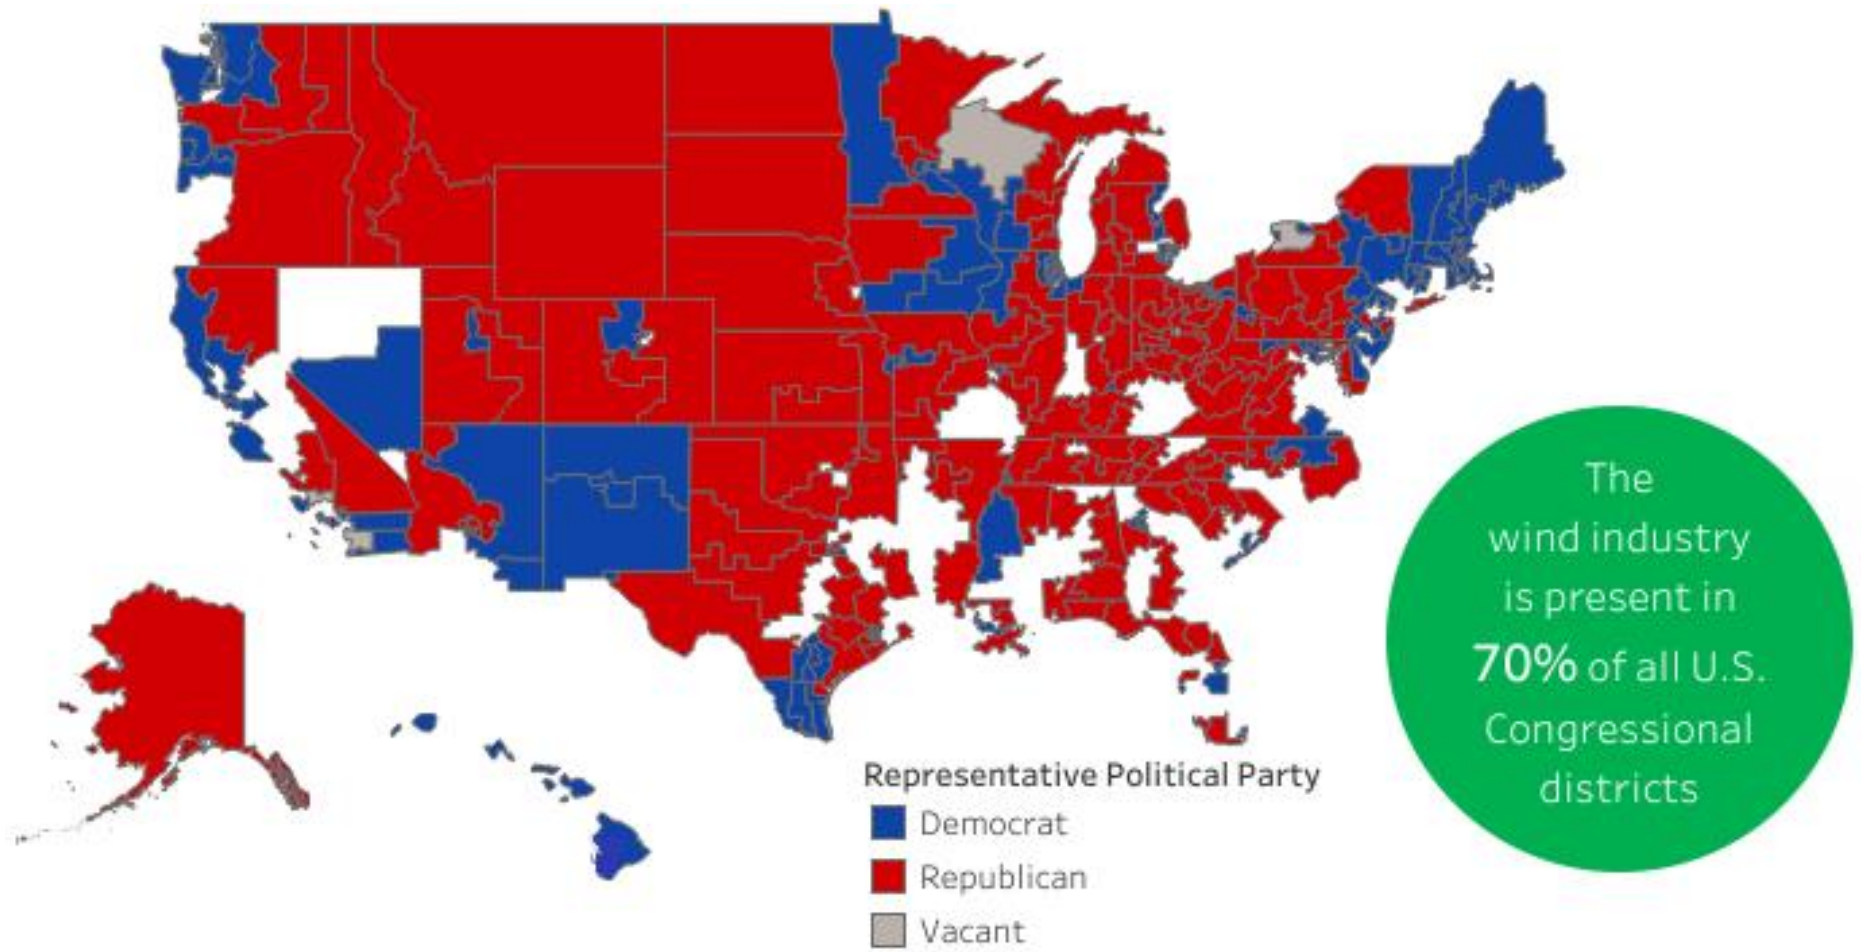 The
wind industry
is present in
70% of all U.S.
Congressional
districts
Representative Political Party
Democrat
Republican
Vacant